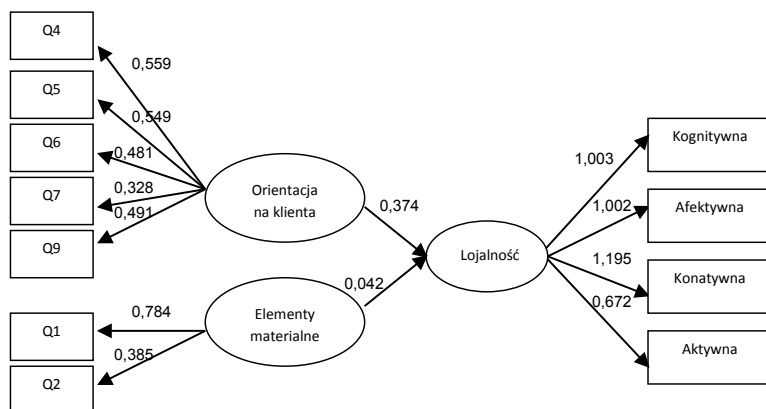 Q4
0,559
Q5
0,549
Q6
0,481
Q7
0,328
Q9
0,491
Orientacja
na klienta
0,374
Q1
0,784
Q2
0,385
Elementy
materialne
0,042
Lojalność
1,003
Kognitywna
1,002
Afektywna
1,195
Konatywna
0,672
Aktywna